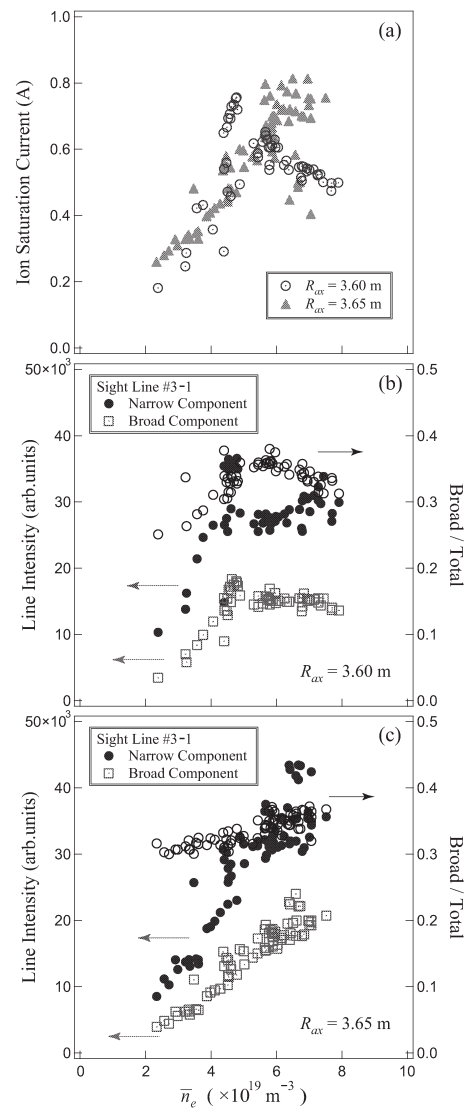 (a)
1.0
0.8
0.6
0.4
0.2
0.0
Ion Saturation Current (A)
R_ax = 3.60 m
R_ax = 3.65 m
(b)
50×10³
40
30
20
10
0
Line Intensity (arb.units)
Sight Line #3-1
Narrow Component
Broad Component
0.5
0.4
0.3
0.2
0.1
0.0
Broad / Total
R_ax = 3.60 m
(c)
50×10³
40
30
20
10
0
Line Intensity (arb.units)
Sight Line #3-1
Narrow Component
Broad Component
0.5
0.4
0.3
0.2
0.1
0.0
Broad / Total
R_ax = 3.65 m
0 2 4 6 8 10
n̅_e ( ×10¹⁹ m⁻³ )